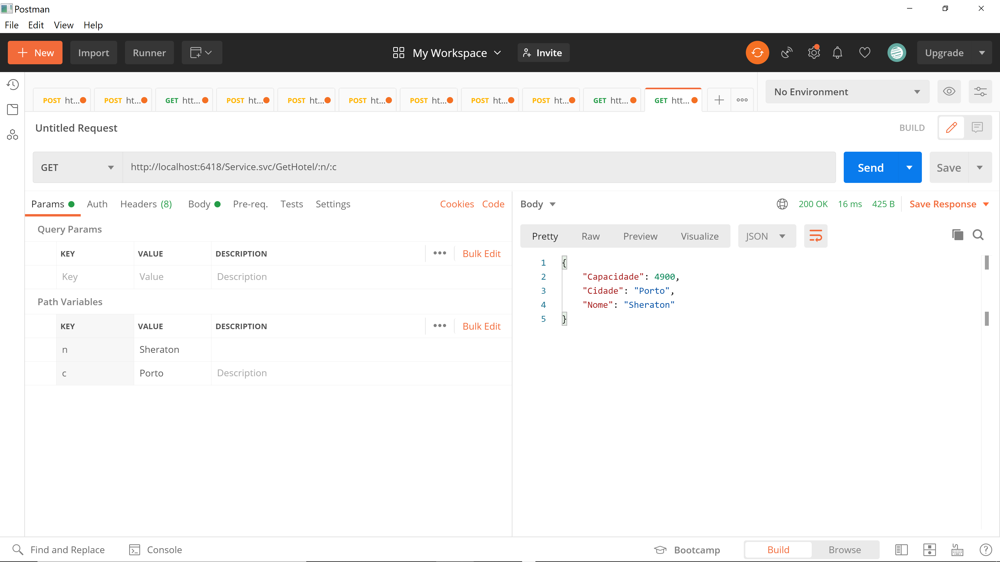 Postman
File Edit View Help
New Import Runner My Workspace Invite Upgrade
POST ht... POST ht... GET htt... POST ht... POST ht... POST ht... POST ht... POST ht... POST ht... GET htt... GET htt... No Environment
Untitled Request BUILD
GET http://localhost:6418/Service.svc/GetHotel/:n/:c Send Save
Params Auth Headers (8) Body Pre-req. Tests Settings Cookies Code
Query Params
KEY VALUE DESCRIPTION Bulk Edit
Key Value Description
Path Variables
KEY VALUE DESCRIPTION Bulk Edit
n Sheraton
c Porto Description
Body 200 OK 16 ms 425 B Save Response
Pretty Raw Preview Visualize JSON
1 {
2 "Capacidade": 4900,
3 "Cidade": "Porto",
4 "Nome": "Sheraton"
5 }
Find and Replace Console Bootcamp Build Browse